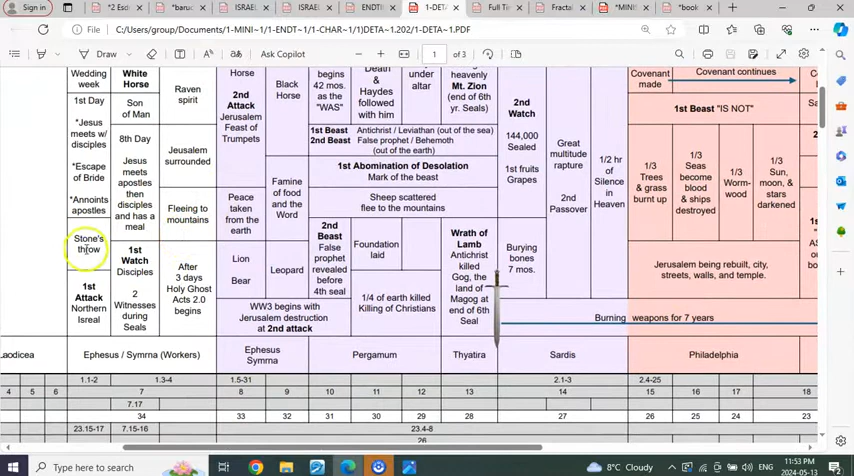 Sign in
*2 Esd
*baruc
ISRAEL
ISRAEL
ENDTI
1-DETA
Full Tim
Fractal
*MINI
*book
C:/Users/group/Documents/1-MINI~1/ENDT-I~1/1-CHAR~1/1)DETA~1.202/1-DETA~1.PDF
Draw
Ask Copilot
1
of 3
Wedding
week
1st Day
*Jesus
meets w/
disciples
*Escape
of Bride
*Annoints
apostles
Stone's
throw
1st
Attack
Northern
Isreal
White
Horse
Son
of Man
8th Day
Jesus
meets
apostles
then
disciples
and has a
meal
1st
Watch
Disciples
2
Witnesses
during
Seals
Raven
spirit
Jerusalem
surrounded
Fleeing to
mountains
After
3 days
Holy Ghost
Acts 2.0
begins
Horse
2nd
Attack
Jerusalem
Feast of
Trumpets
Peace
taken
from the
earth
Lion
Bear
Black
Horse
Famine
of food
and the
Word
Leopard
WW3 begins with
Jerusalem destruction
at 2nd attack
begins
42 mos.
as the
"WAS"
Death &
Haydes
followed
with him
under
altar
heavenly
Mt. Zion
(end of 6th
yr. Seals)
1st Beast Antichrist / Leviathan (out of the sea)
2nd Beast False prophet / Behemoth
(out of the earth)
1st Abomination of Desolation
Mark of the beast
Sheep scattered
flee to the mountains
2nd
Beast
False
prophet
revealed
before
4th seal
Foundation
laid
1/4 of earth killed
Killing of Christians
Wrath of
Lamb
Antichrist
killed
Gog, the
land of
Magog at
end of 6th
Seal
2nd
Watch
144,000
Sealed
1st fruits
Grapes
Burying
bones
7 mos.
Great
multitude
rapture
2nd
Passover
1/2 hr
of
Silence
in
Heaven
Covenant
made
Covenant continues
1st Beast "IS NOT"
1/3
Trees
& grass
burnt up
1/3
Seas
become
blood
& ships
destroyed
1/3
Worm-
wood
1/3
Sun,
moon, &
stars
darkened
Jerusalem being rebuilt, city,
streets, walls, and temple.
Burning weapons for 7 years
aodicea
Ephesus / Symrna (Workers)
Ephesus
Symrna
Pergamum
Thyatira
Sardis
Philadelphia
1.1-2
1.3-4
1.5-31
2.1-3
2.4-25
4
5
6
7
8
9
10
11
12
13
14
15
16
17
18
7.17
34
33
32
31
30
29
28
27
26
25
24
23
23.15-17
7.15-16
23.4-8
26
Type here to search
8°C Cloudy
ENG
11:53 PM
2024-05-13